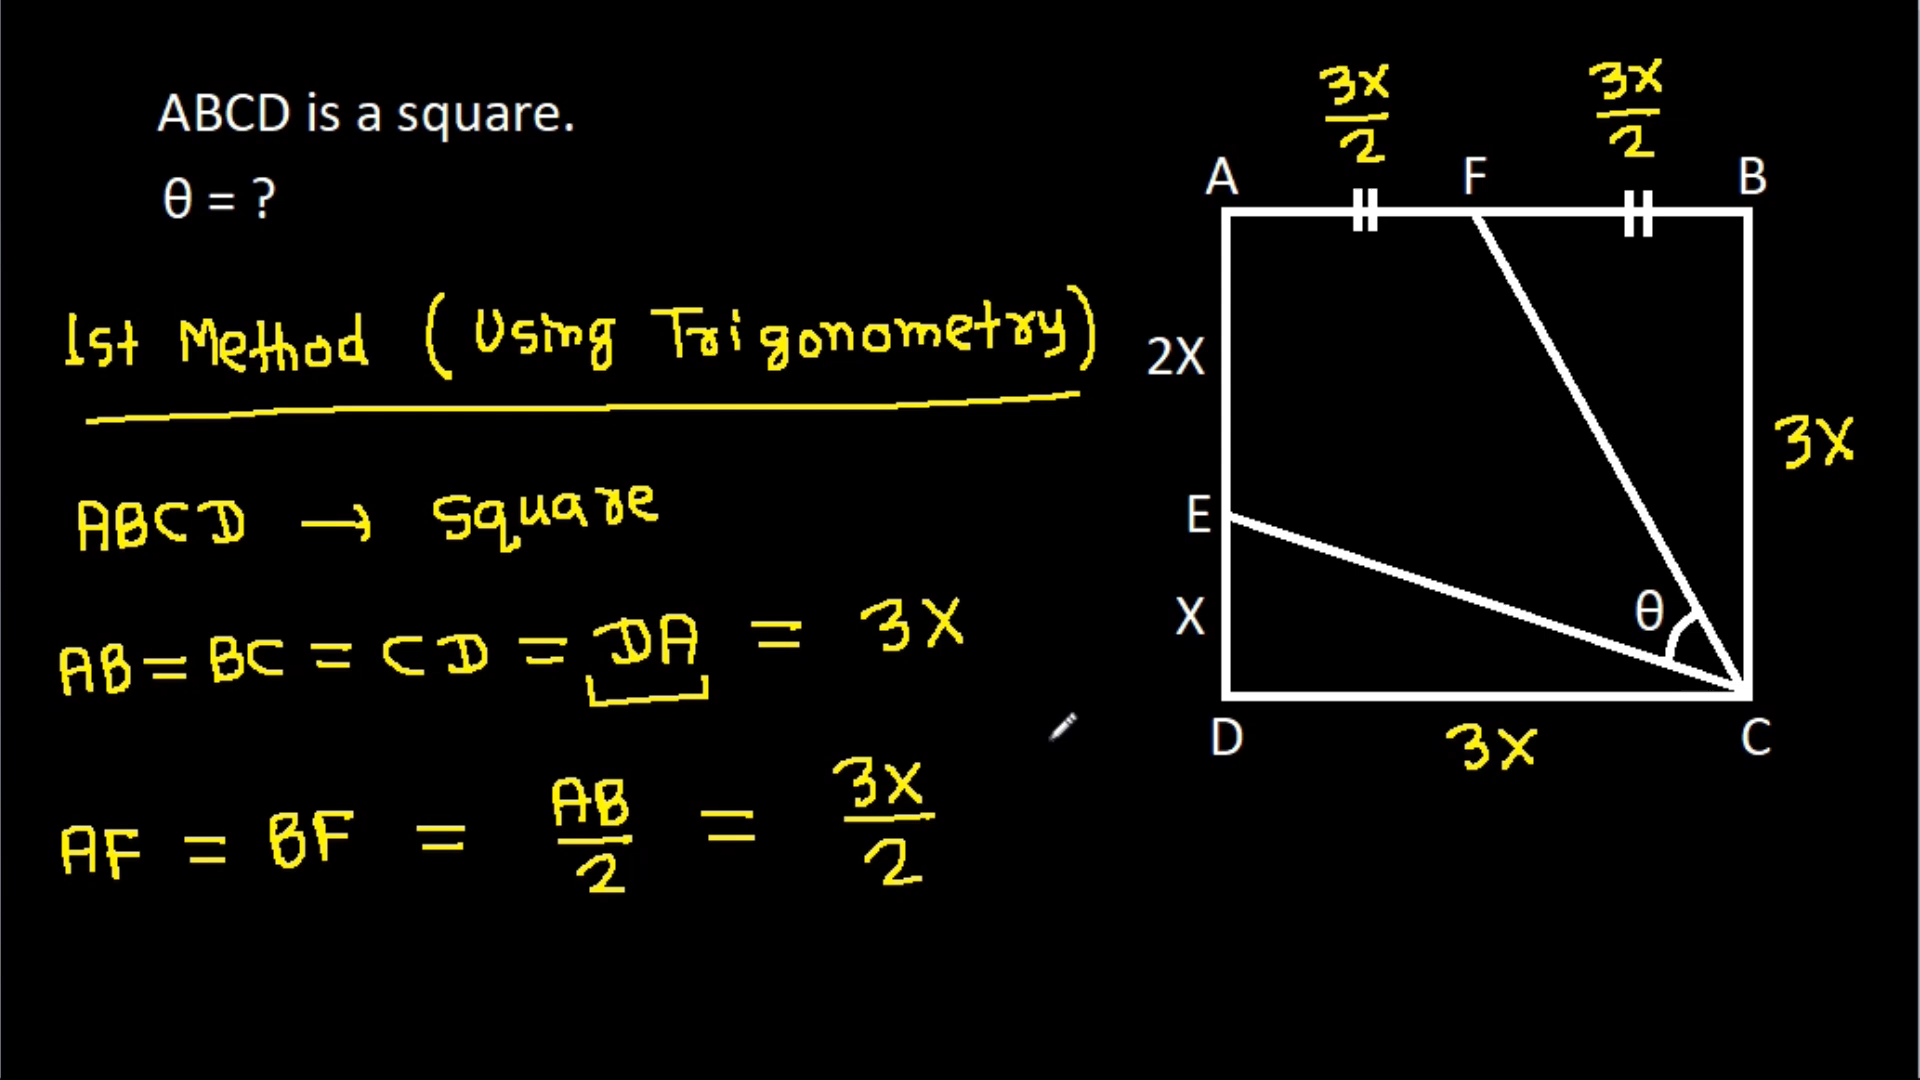 ABCD is a square.
θ = ?
1st Method (Using Trigonometry)
ABCD → Square
AB = BC = CD = DA = 3X
AF = BF = AB/2 = 3X/2
3X/2 3X/2
A F B
2X
3X
E
θ
X
D C
3X